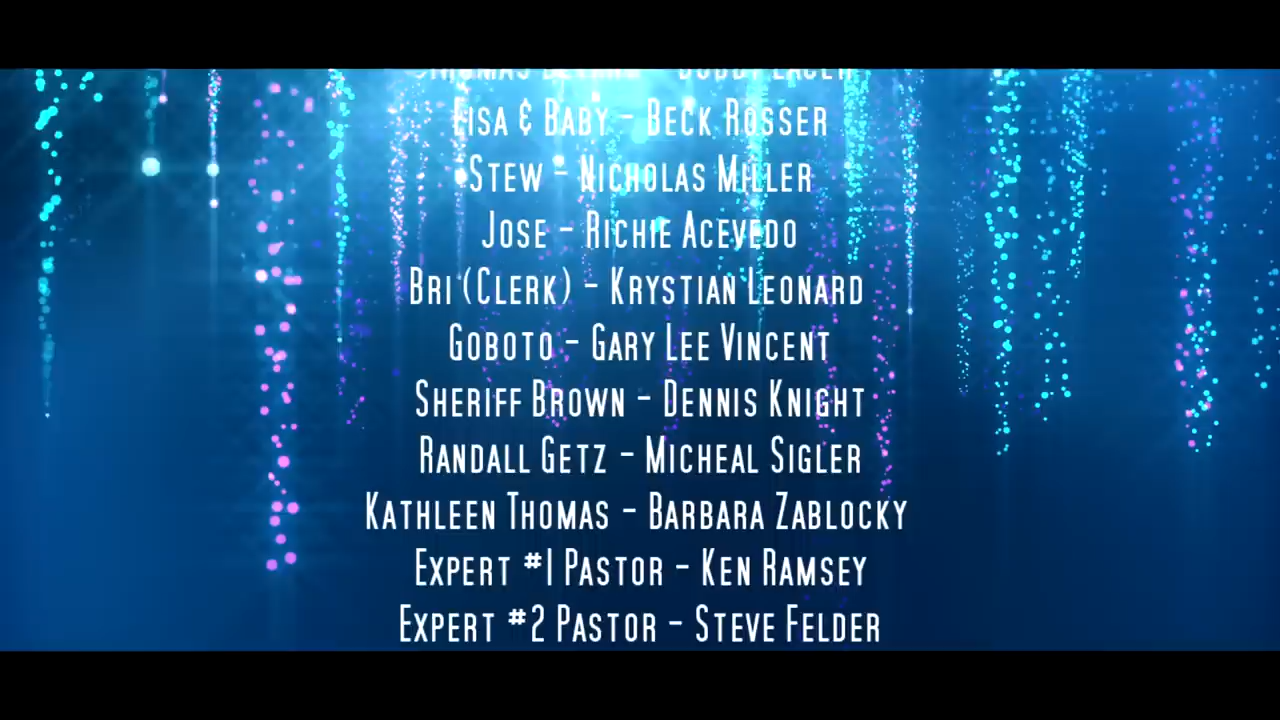 Lisa & Baby - Beck Rosser
Stew - Nicholas Miller
Jose - Richie Acevedo
Bri (Clerk) - Krystian Leonard
Goboto - Gary Lee Vincent
Sheriff Brown - Dennis Knight
Randall Getz - Micheal Sigler
Kathleen Thomas - Barbara Zablocky
Expert #1 Pastor - Ken Ramsey
Expert #2 Pastor - Steve Felder